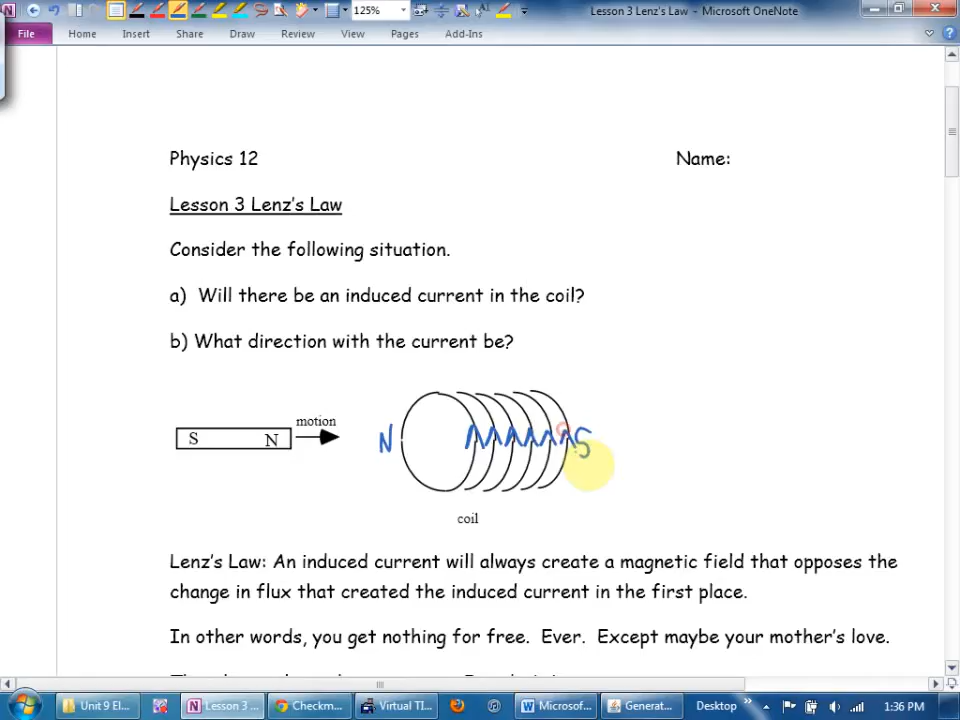 125%
Lesson 3 Lenz's Law - Microsoft OneNote
File Home Insert Share Draw Review View Pages Add-Ins
Physics 12 Name:
Lesson 3 Lenz's Law
Consider the following situation.
a) Will there be an induced current in the coil?
b) What direction with the current be?
motion
S N
N S
coil
Lenz's Law: An induced current will always create a magnetic field that opposes the
change in flux that created the induced current in the first place.
In other words, you get nothing for free. Ever. Except maybe your mother's love.
Tue 9 El... Lesson 3 ... Checkm... Virtual TI... Microsof... Generat... Desktop 1:36 PM